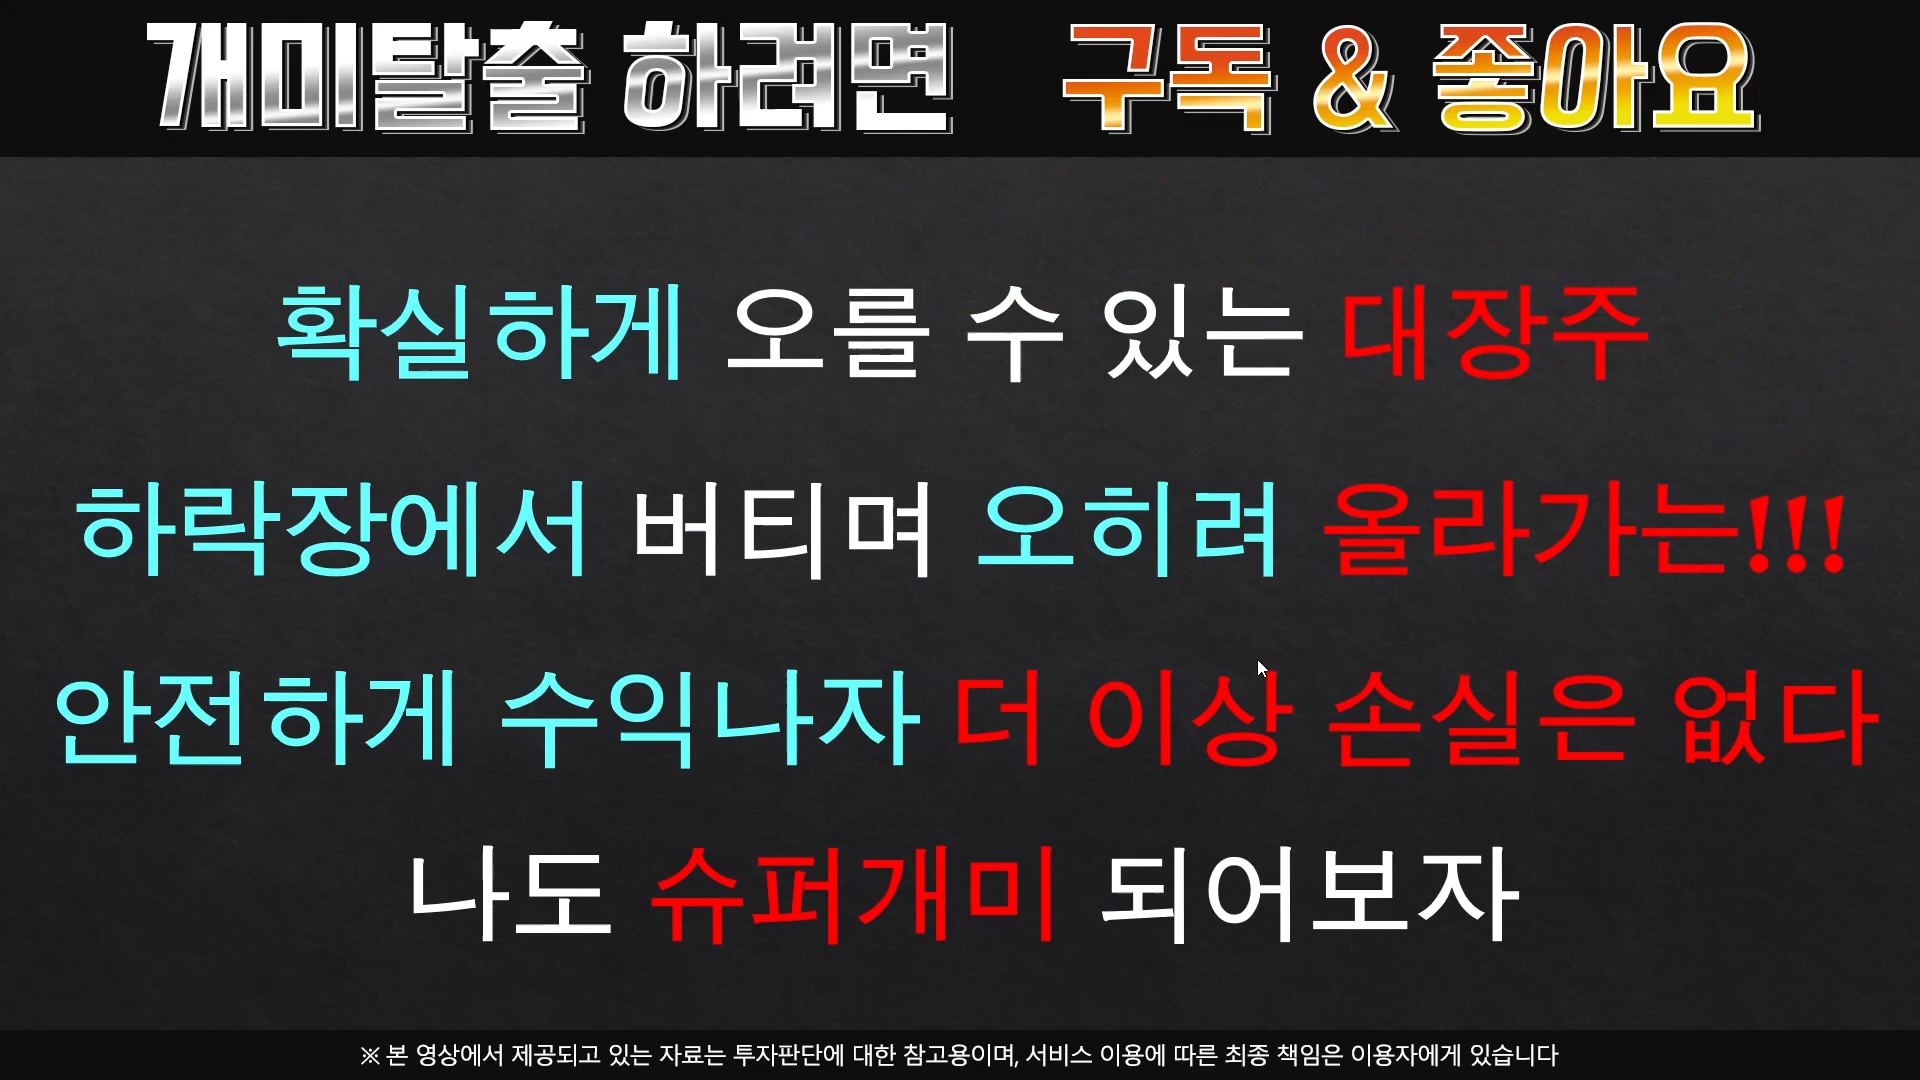 개미탈출 하려면 구독 & 좋아요
확실하게 오를 수 있는 대장주
하락장에서 버티며 오히려 올라가는!!!
안전하게 수익나자 더 이상 손실은 없다
나도 슈퍼개미 되어보자
※ 본 영상에서 제공되고 있는 자료는 투자판단에 대한 참고용이며, 서비스 이용에 따른 최종 책임은 이용자에게 있습니다